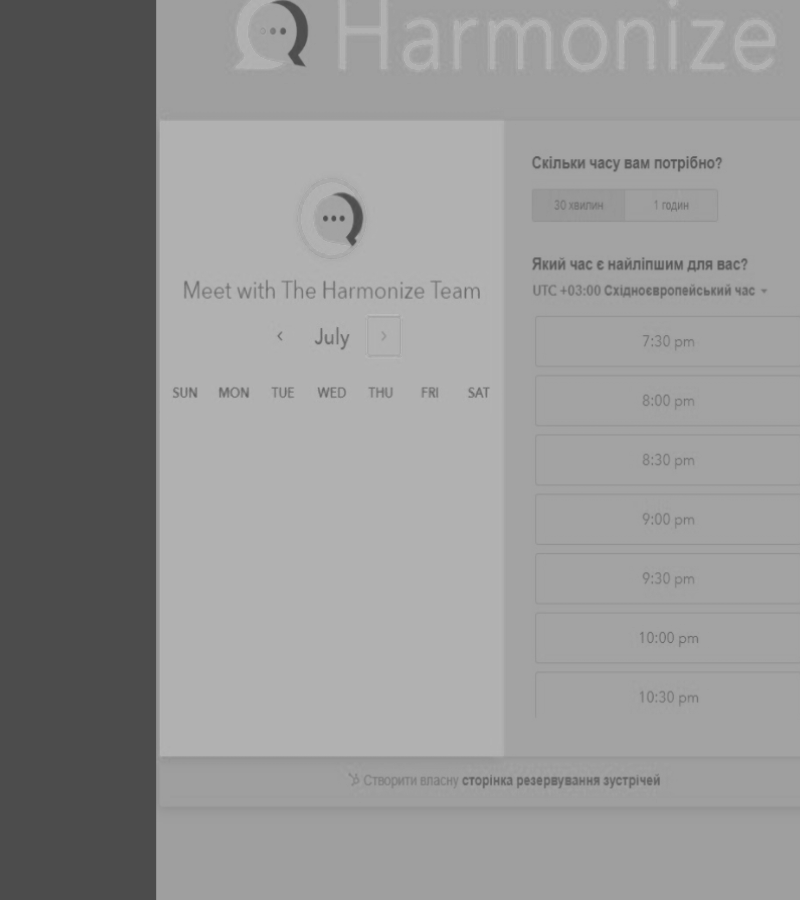 Harmonize
Meet with The Harmonize Team
July
SUN MON TUE WED THU FRI SAT
Скільки часу вам потрібно?
30 хвилин 1 годин
Який час є найліпшим для вас?
UTC +03:00 Східноєвропейський час
7:30 pm
8:00 pm
8:30 pm
9:00 pm
9:30 pm
10:00 pm
10:30 pm
Створити власну сторінка резервування зустрічей